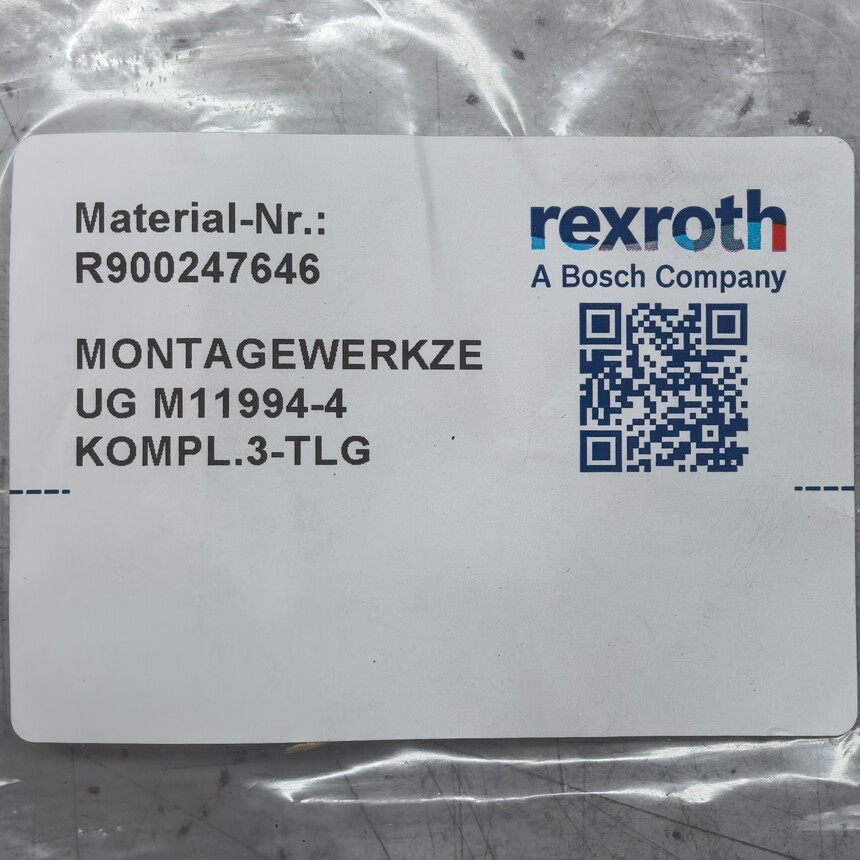 Material-Nr.:
R900247646
MONTAGEWERKZE
UG M11994-4
KOMPL.3-TLG
rexroth
A Bosch Company